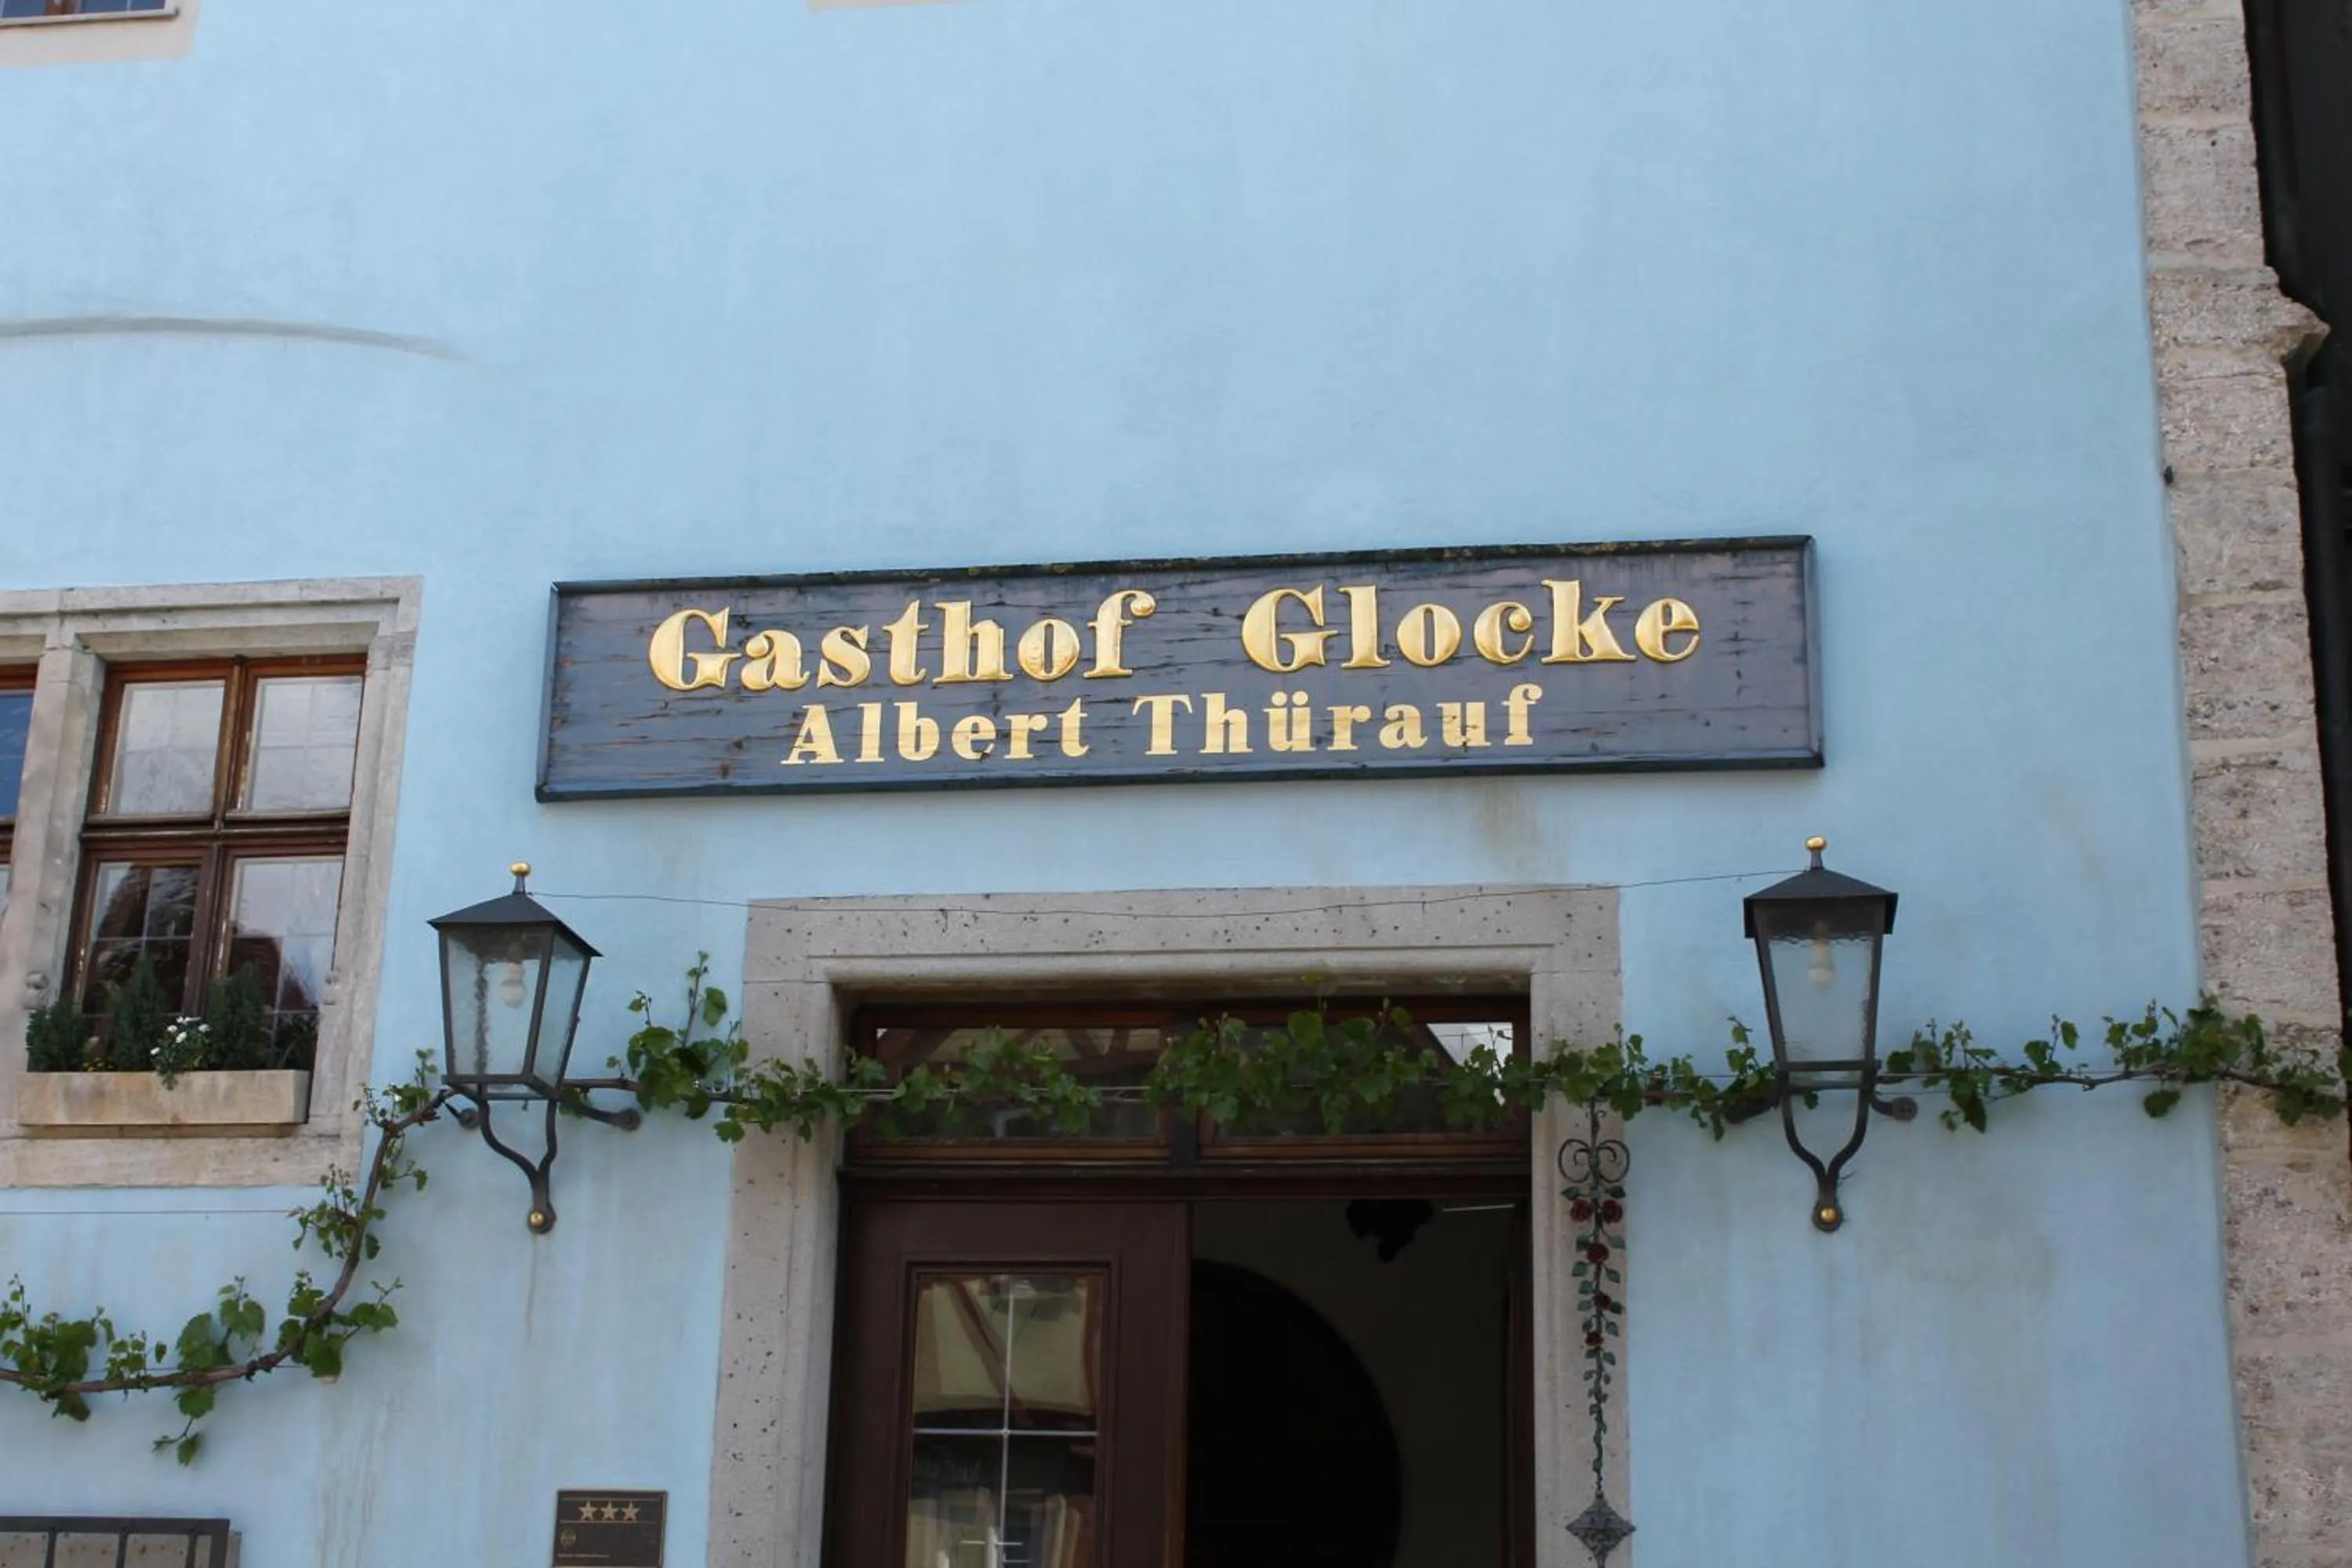 Gasthof Glocke
Albert Thürauf